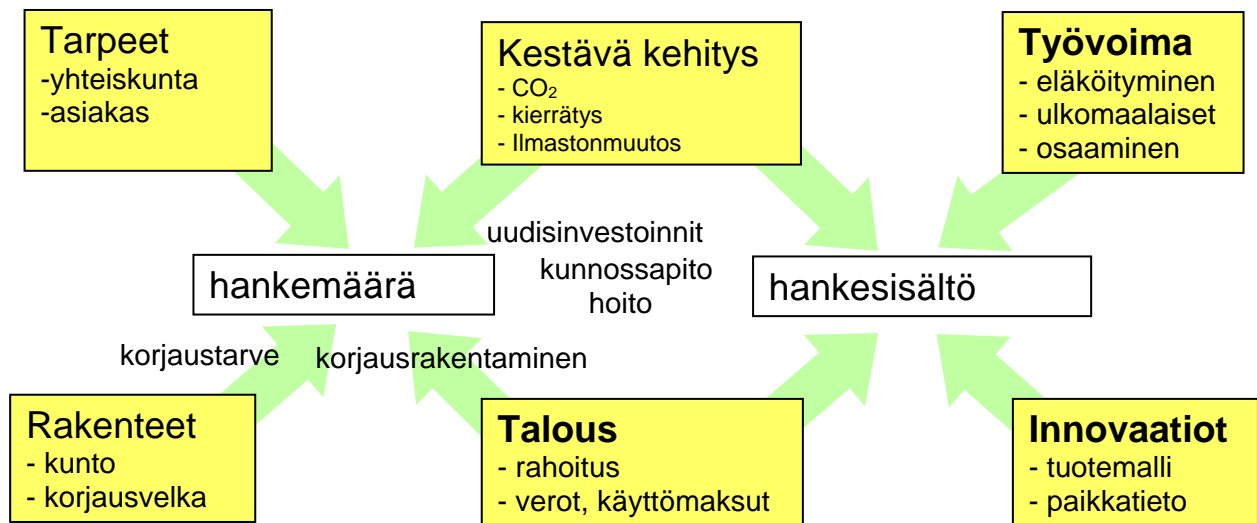 Tarpeet
-yhteiskunta
-asiakas
Kestävä kehitys
- CO₂
- kierrätys
- Ilmastonmuutos
Työvoima
- eläköityminen
- ulkomaalaiset
- osaaminen
uudisinvestoinnit
kunnossapito
hoito
hankemäärä
hankesisältö
korjaustarve
korjausrakentaminen
Rakenteet
- kunto
- korjausvelka
Talous
- rahoitus
- verot, käyttömaksut
Innovaatiot
- tuotemalli
- paikkatieto